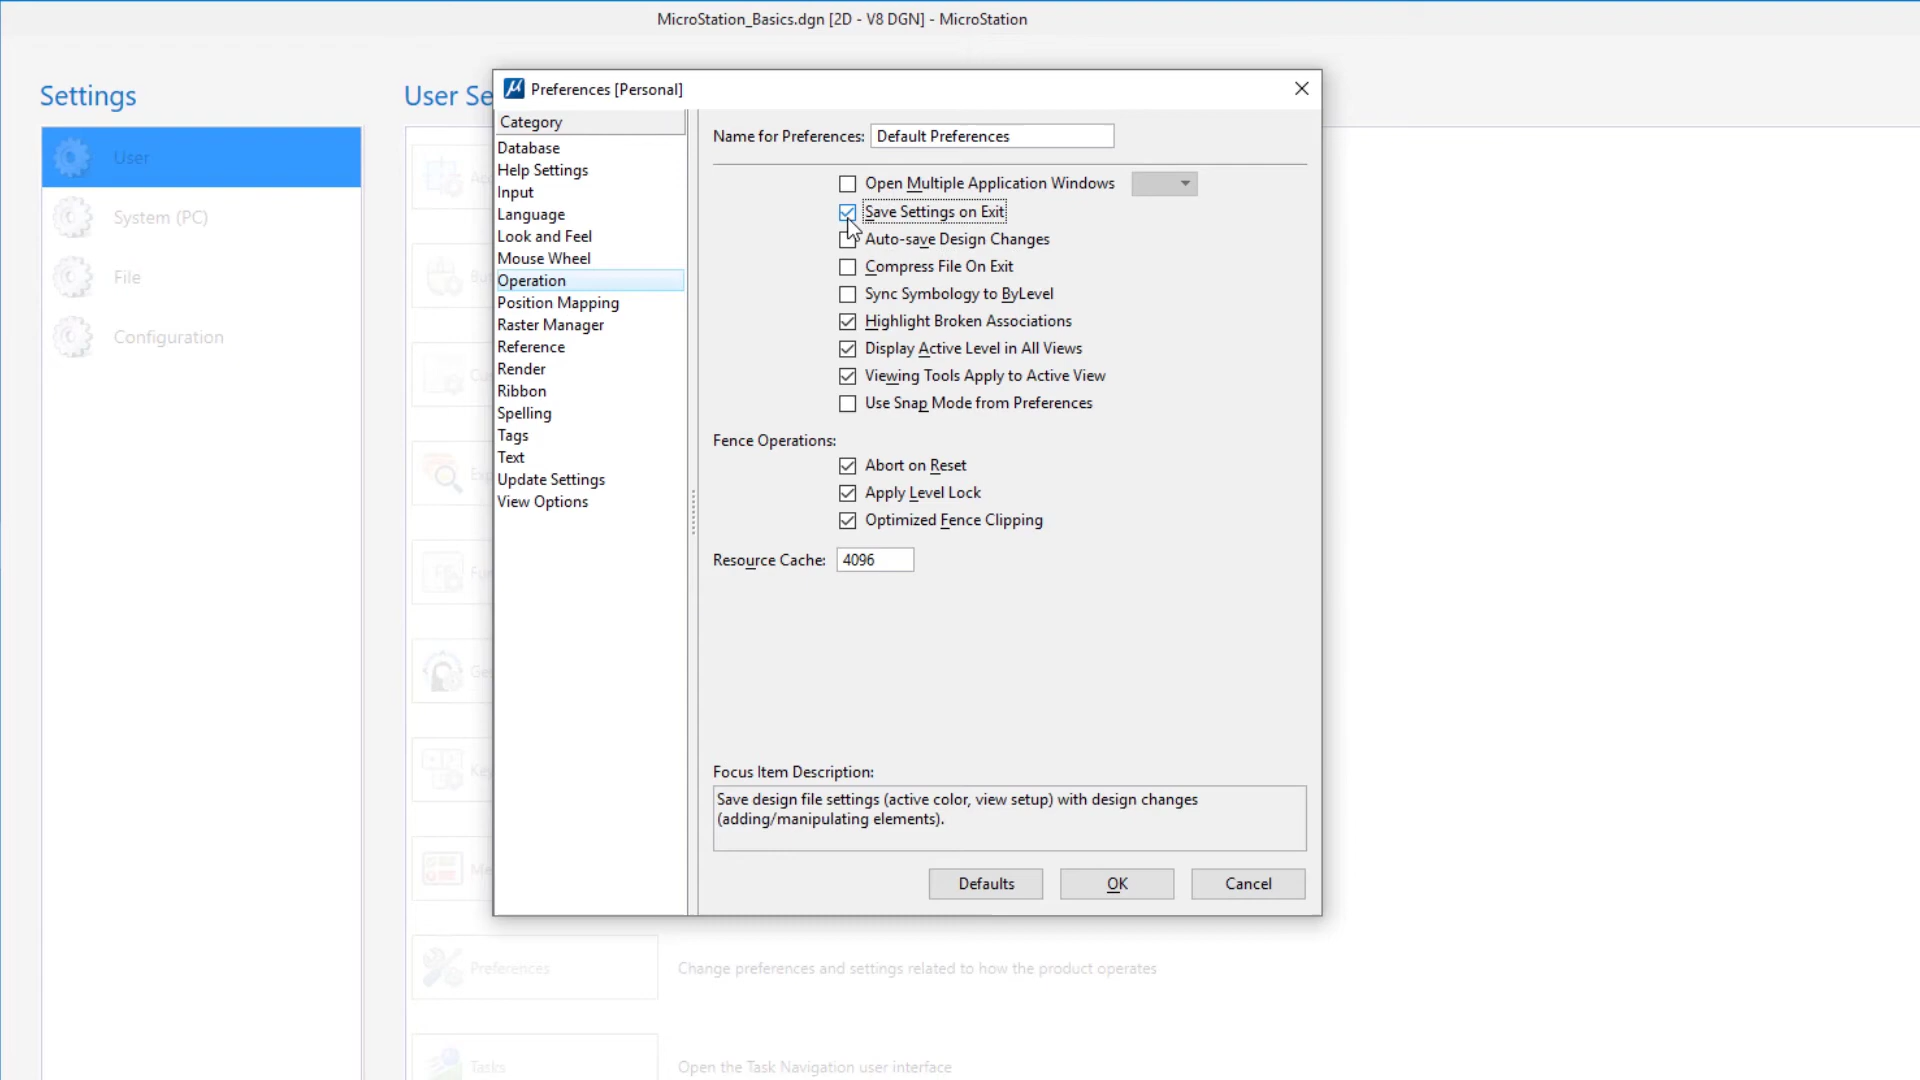 MicroStation_Basics.dgn [2D - V8 DGN] - MicroStation
Settings
User Se
User
System (PC)
File
Configuration
Preferences [Personal]
Category
Database
Help Settings
Input
Language
Look and Feel
Mouse Wheel
Operation
Position Mapping
Raster Manager
Reference
Render
Ribbon
Spelling
Tags
Text
Update Settings
View Options
Name for Preferences: Default Preferences
Open Multiple Application Windows
Save Settings on Exit
Auto-save Design Changes
Compress File On Exit
Sync Symbology to ByLevel
Highlight Broken Associations
Display Active Level in All Views
Viewing Tools Apply to Active View
Use Snap Mode from Preferences
Fence Operations:
Abort on Reset
Apply Level Lock
Optimized Fence Clipping
Resource Cache: 4096
Focus Item Description:
Save design file settings (active color, view setup) with design changes
(adding/manipulating elements).
Defaults OK Cancel
Preferences Change preferences and settings related to how the product operates
Tasks Open the Task Navigation user interface